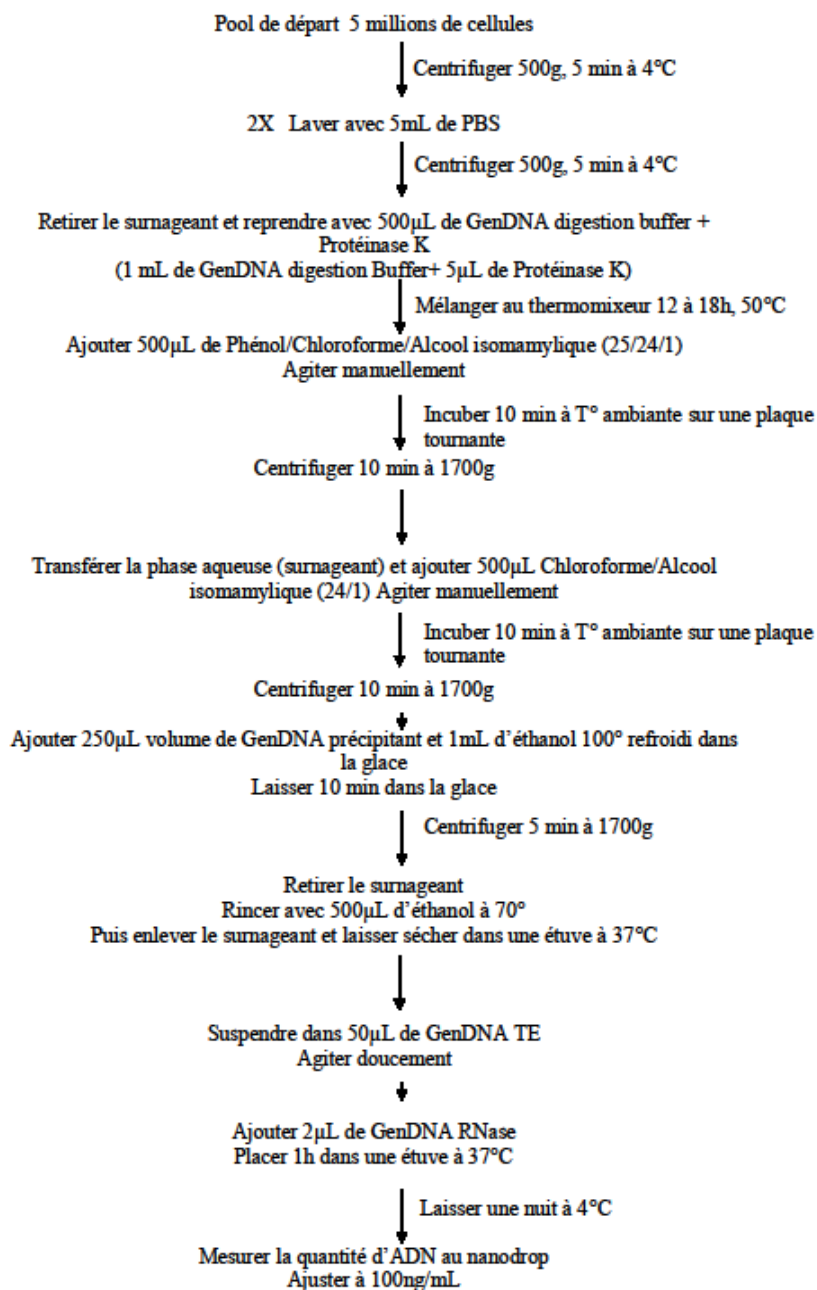 Pool de départ 5 millions de cellules
Centrifuger 500g, 5 min à 4°C
2X Laver avec 5mL de PBS
Centrifuger 500g, 5 min à 4°C
Retirer le surnageant et reprendre avec 500µL de GenDNA digestion buffer +
Protéinase K
(1 mL de GenDNA digestion Buffer+ 5µL de Protéinase K)
Mélanger au thermomixeur 12 à 18h, 50°C
Ajouter 500µL de Phénol/Chloroforme/Alcool isomamylique (25/24/1)
Agiter manuellement
Incuber 10 min à T° ambiante sur une plaque
tournante
Centrifuger 10 min à 1700g
Transférer la phase aqueuse (surnageant) et ajouter 500µL Chloroforme/Alcool
isomamylique (24/1) Agiter manuellement
Incuber 10 min à T° ambiante sur une plaque
tournante
Centrifuger 10 min à 1700g
Ajouter 250µL volume de GenDNA précipitant et 1mL d'éthanol 100° refroidi dans
la glace
Laisser 10 min dans la glace
Centrifuger 5 min à 1700g
Retirer le surnageant
Rincer avec 500µL d'éthanol à 70°
Puis enlever le surnageant et laisser sécher dans une étuve à 37°C
Suspendre dans 50µL de GenDNA TE
Agiter doucement
Ajouter 2µL de GenDNA RNase
Placer 1h dans une étuve à 37°C
Laisser une nuit à 4°C
Mesurer la quantité d'ADN au nanodrop
Ajuster à 100ng/mL